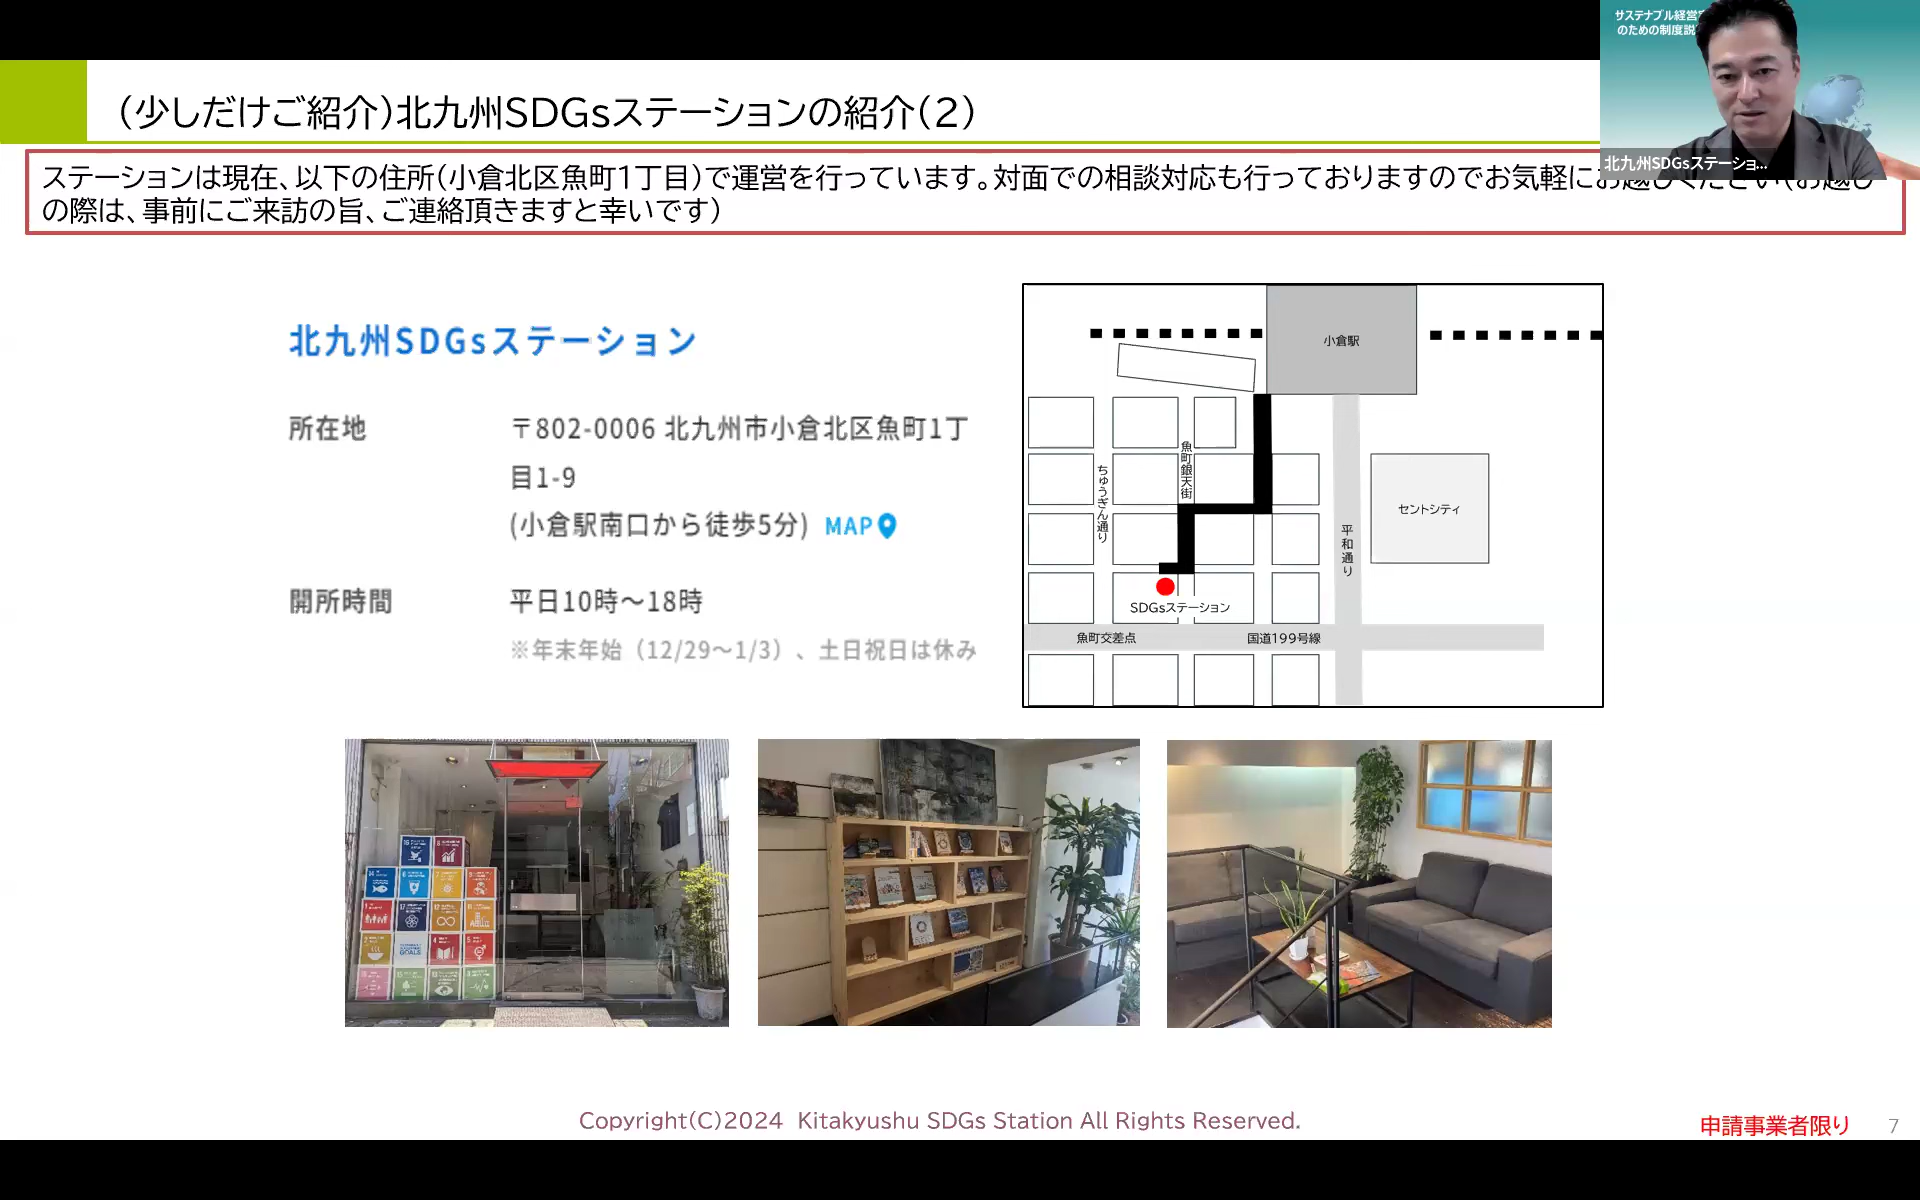 サステナブル経営
のための制度説
北九州SDGsステーショ...
（少しだけご紹介）北九州SDGsステーションの紹介（2）
ステーションは現在、以下の住所（小倉北区魚町1丁目）で運営を行っています。対面での相談対応も行っておりますのでお気軽にお越しください（お越し
の際は、事前にご来訪の旨、ご連絡頂きますと幸いです）
北九州SDGsステーション
所在地
〒802-0006 北九州市小倉北区魚町1丁
目1-9
(小倉駅南口から徒歩5分) MAP
開所時間
平日10時～18時
※年末年始（12/29～1/3）、土日祝日は休み
小倉駅
魚町銀天街
ちゅうぎん通り
平和通り
セントシティ
SDGsステーション
魚町交差点
国道199号線
Copyright(C)2024 Kitakyushu SDGs Station All Rights Reserved.
申請事業者限り
7